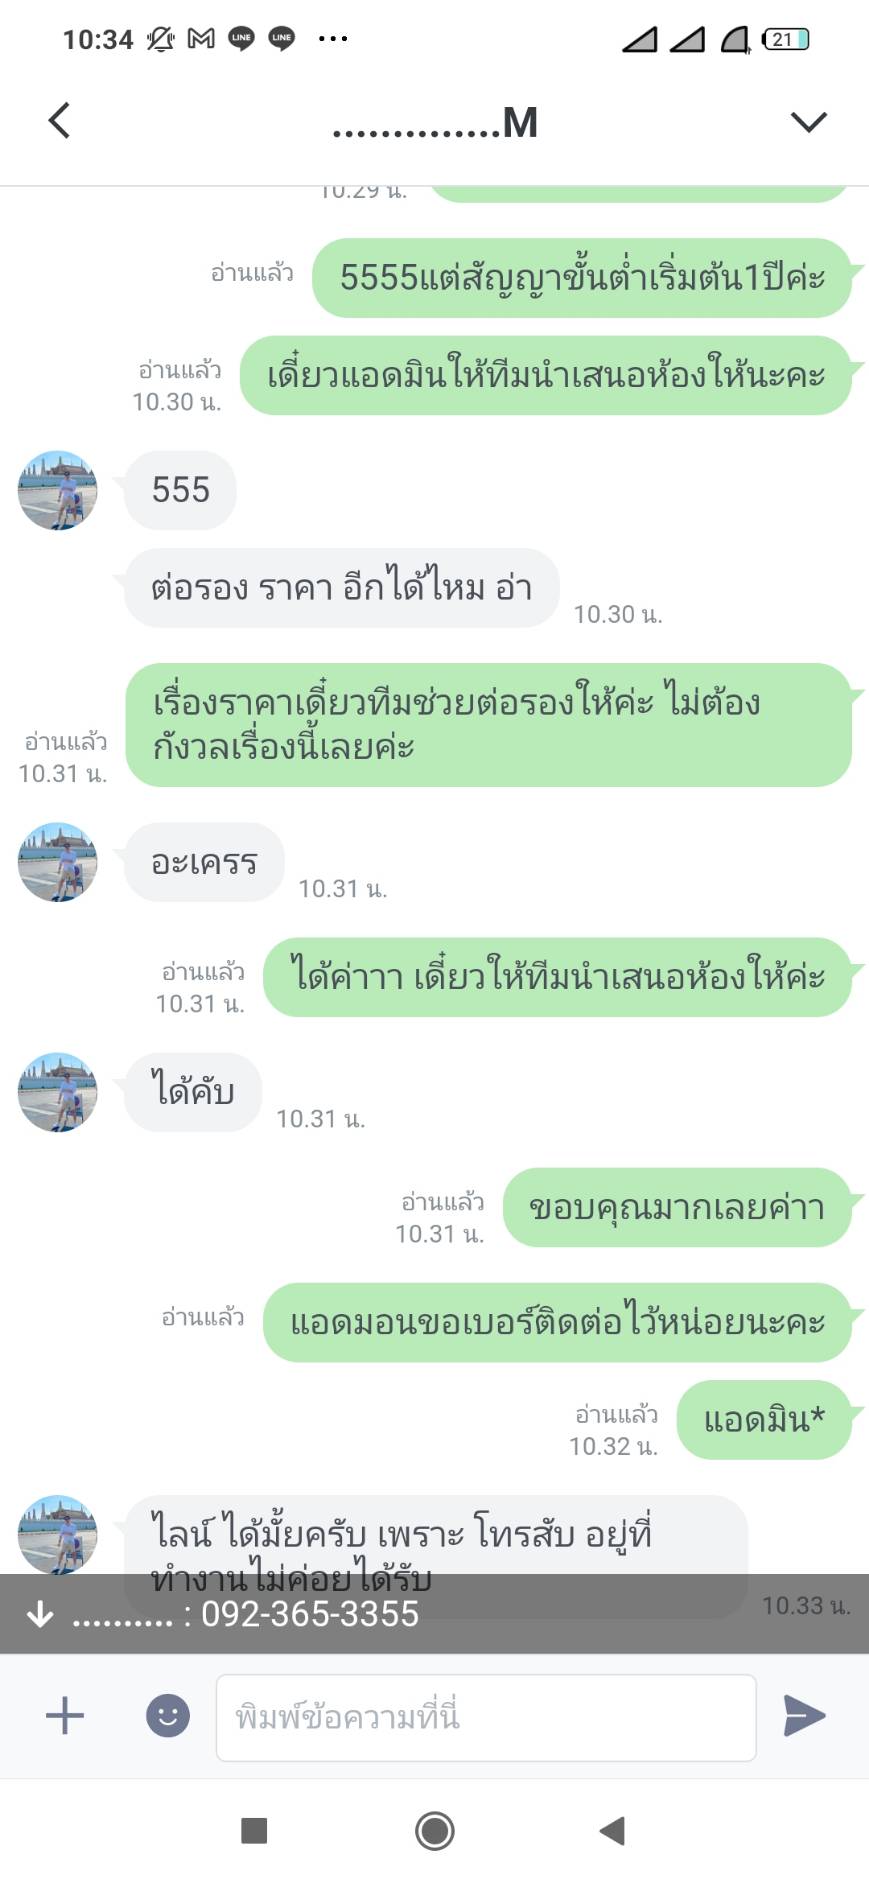 10:34 LINE LINE ... 21
..............M
10.29 น.
อ่านแล้ว 5555แต่สัญญาขั้นต่ำเริ่มต้น1ปีค่ะ
อ่านแล้ว
10.30 น.
เดี๋ยวแอดมินให้ทีมนำเสนอห้องให้นะคะ
555
ต่อรอง ราคา อีกได้ไหม อ่า
10.30 น.
เรื่องราคาเดี๋ยวทีมช่วยต่อรองให้ค่ะ ไม่ต้อง
กังวลเรื่องนี้เลยค่ะ
อ่านแล้ว
10.31 น.
อะเครร
10.31 น.
อ่านแล้ว
10.31 น.
ได้ค่าาา เดี๋ยวให้ทีมนำเสนอห้องให้ค่ะ
ได้คับ
10.31 น.
อ่านแล้ว
10.31 น.
ขอบคุณมากเลยค่าา
อ่านแล้ว แอดมอนขอเบอร์ติดต่อไว้หน่อยนะคะ
อ่านแล้ว
10.32 น.
แอดมิน*
ไลน์ ได้มั้ยครับ เพราะ โทรสับ อยู่ที่
ทำงานไม่ค่อยได้รับ
10.33 น.
.......... : 092-365-3355
พิมพ์ข้อความที่นี่